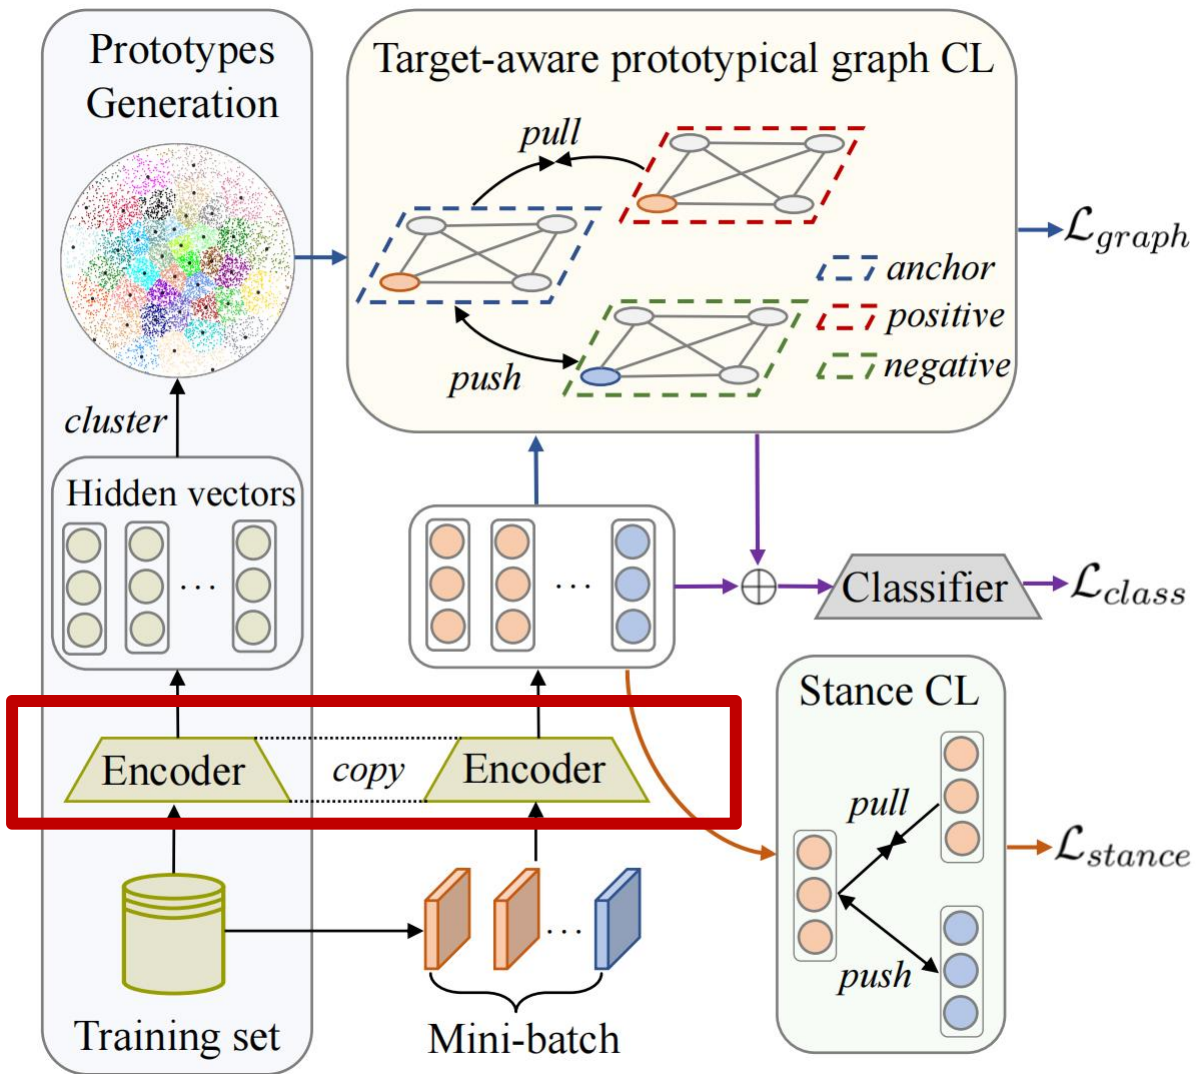 Prototypes
Generation
cluster
Hidden vectors
...
Encoder
Training set
Target-aware prototypical graph CL
pull
push
anchor
positive
negative
ℒgraph
...
copy
Encoder
...
Mini-batch
Classifier
ℒclass
Stance CL
pull
push
ℒstance